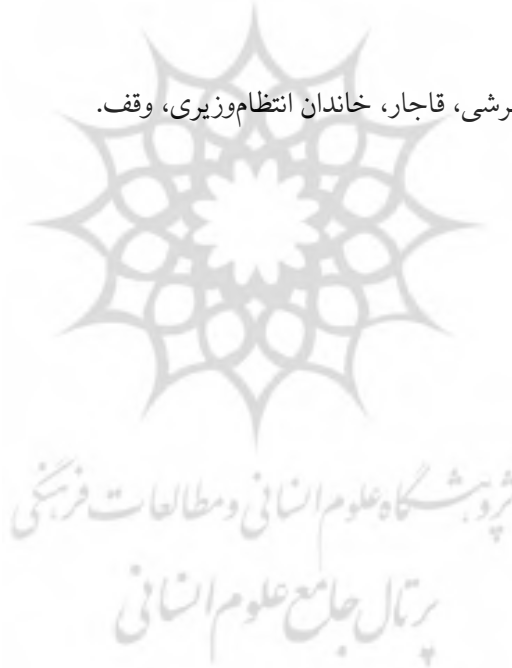 رشی، قاجار، خاندان انتظام‌وزیری، وقف.
پژوهشگاه علوم انسانی و مطالعات فرهنگی
پرتال جامع علوم انسانی